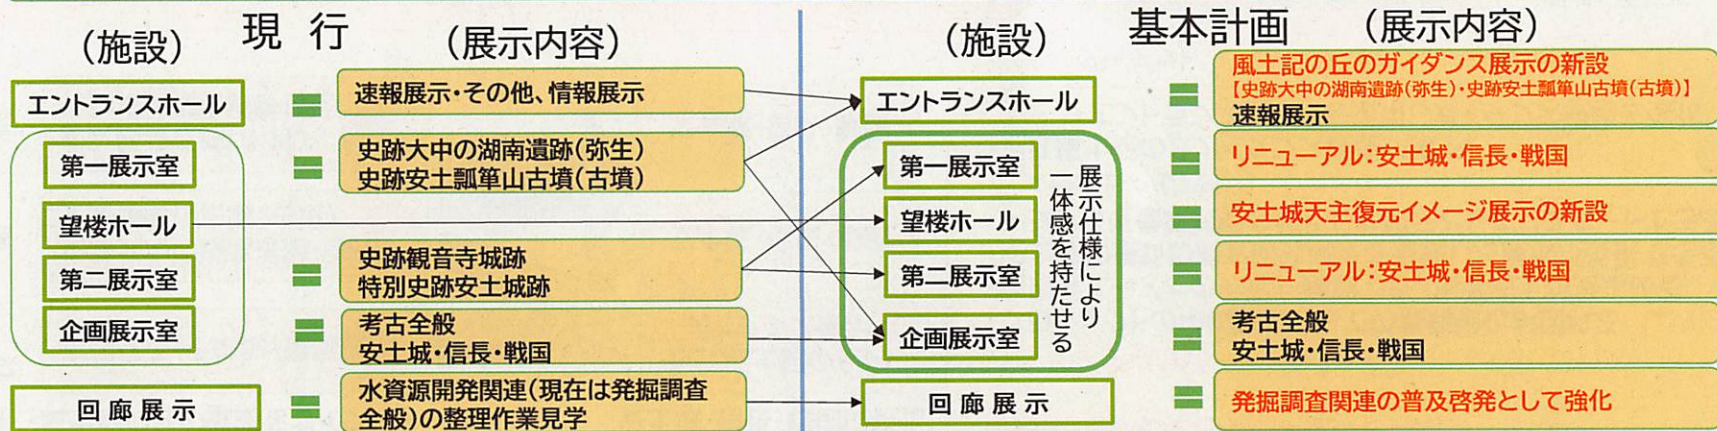 現行
(施設)
(展示内容)
エントランスホール
=
速報展示・その他、情報展示
第一展示室
=
史跡大中の湖南遺跡(弥生)
史跡安土瓢箪山古墳(古墳)
望楼ホール
第二展示室
=
史跡観音寺城跡
特別史跡安土城跡
企画展示室
=
考古全般
安土城・信長・戦国
回廊展示
=
水資源開発関連(現在は発掘調査
全般)の整理作業見学
基本計画
(施設)
(展示内容)
エントランスホール
=
風土記の丘のガイダンス展示の新設
【史跡大中の湖南遺跡(弥生)・史跡安土瓢箪山古墳(古墳)】
速報展示
第一展示室
=
リニューアル:安土城・信長・戦国
望楼ホール
=
安土城天主復元イメージ展示の新設
第二展示室
=
リニューアル:安土城・信長・戦国
企画展示室
=
考古全般
安土城・信長・戦国
展示仕様により
一体感を持たせる
回廊展示
=
発掘調査関連の普及啓発として強化